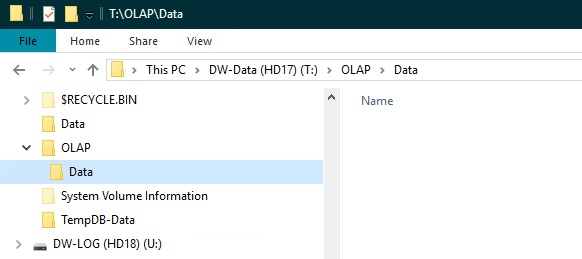 T:\OLAP\Data
File Home Share View
This PC > DW-Data (HD17) (T:) > OLAP > Data
$RECYCLE.BIN
Name
Data
OLAP
Data
System Volume Information
TempDB-Data
DW-LOG (HD18) (U:)